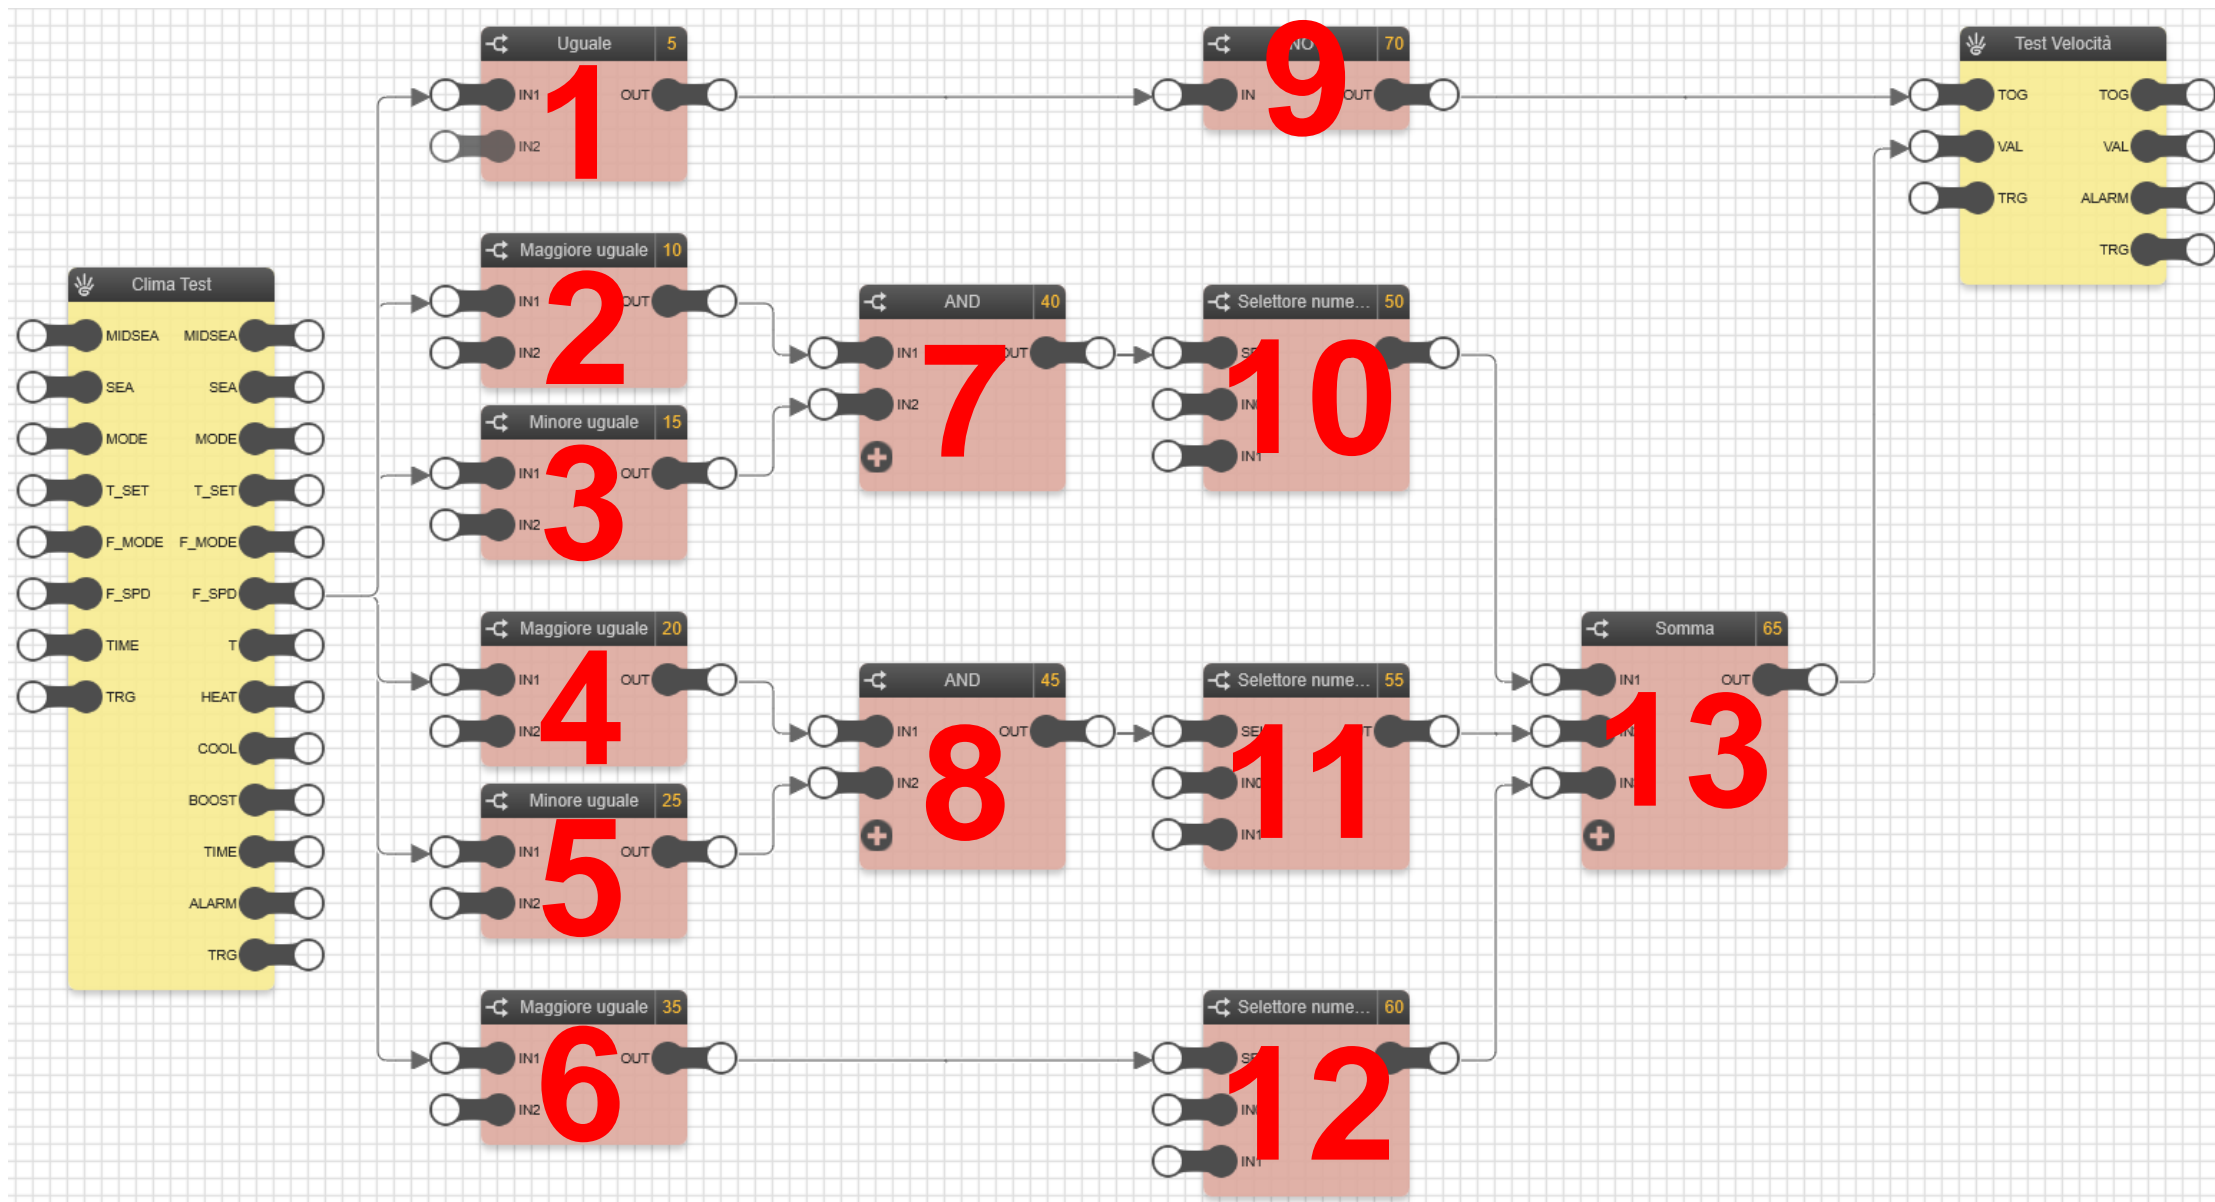 Clima Test
MIDSEA MIDSEA
SEA SEA
MODE MODE
T_SET T_SET
F_MODE F_MODE
F_SPD F_SPD
TIME T
TRG HEAT
COOL
BOOST
TIME
ALARM
TRG
Uguale 5
IN1 OUT
IN2
1
Maggiore uguale 10
IN1 OUT
IN2
2
Minore uguale 15
IN1 OUT
IN2
3
Maggiore uguale 20
IN1 OUT
IN2
4
Minore uguale 25
IN1 OUT
IN2
5
Maggiore uguale 35
IN1 OUT
IN2
6
AND 40
IN1 OUT
IN2
7
AND 45
IN1 OUT
IN2
8
70
IN OUT
9
Selettore nume... 50
IN1
10
Selettore nume... 55
IN0
IN1
11
Selettore nume... 60
IN1
12
Somma 65
IN1 OUT
13
Test Velocità
TOG TOG
VAL VAL
TRG ALARM
TRG